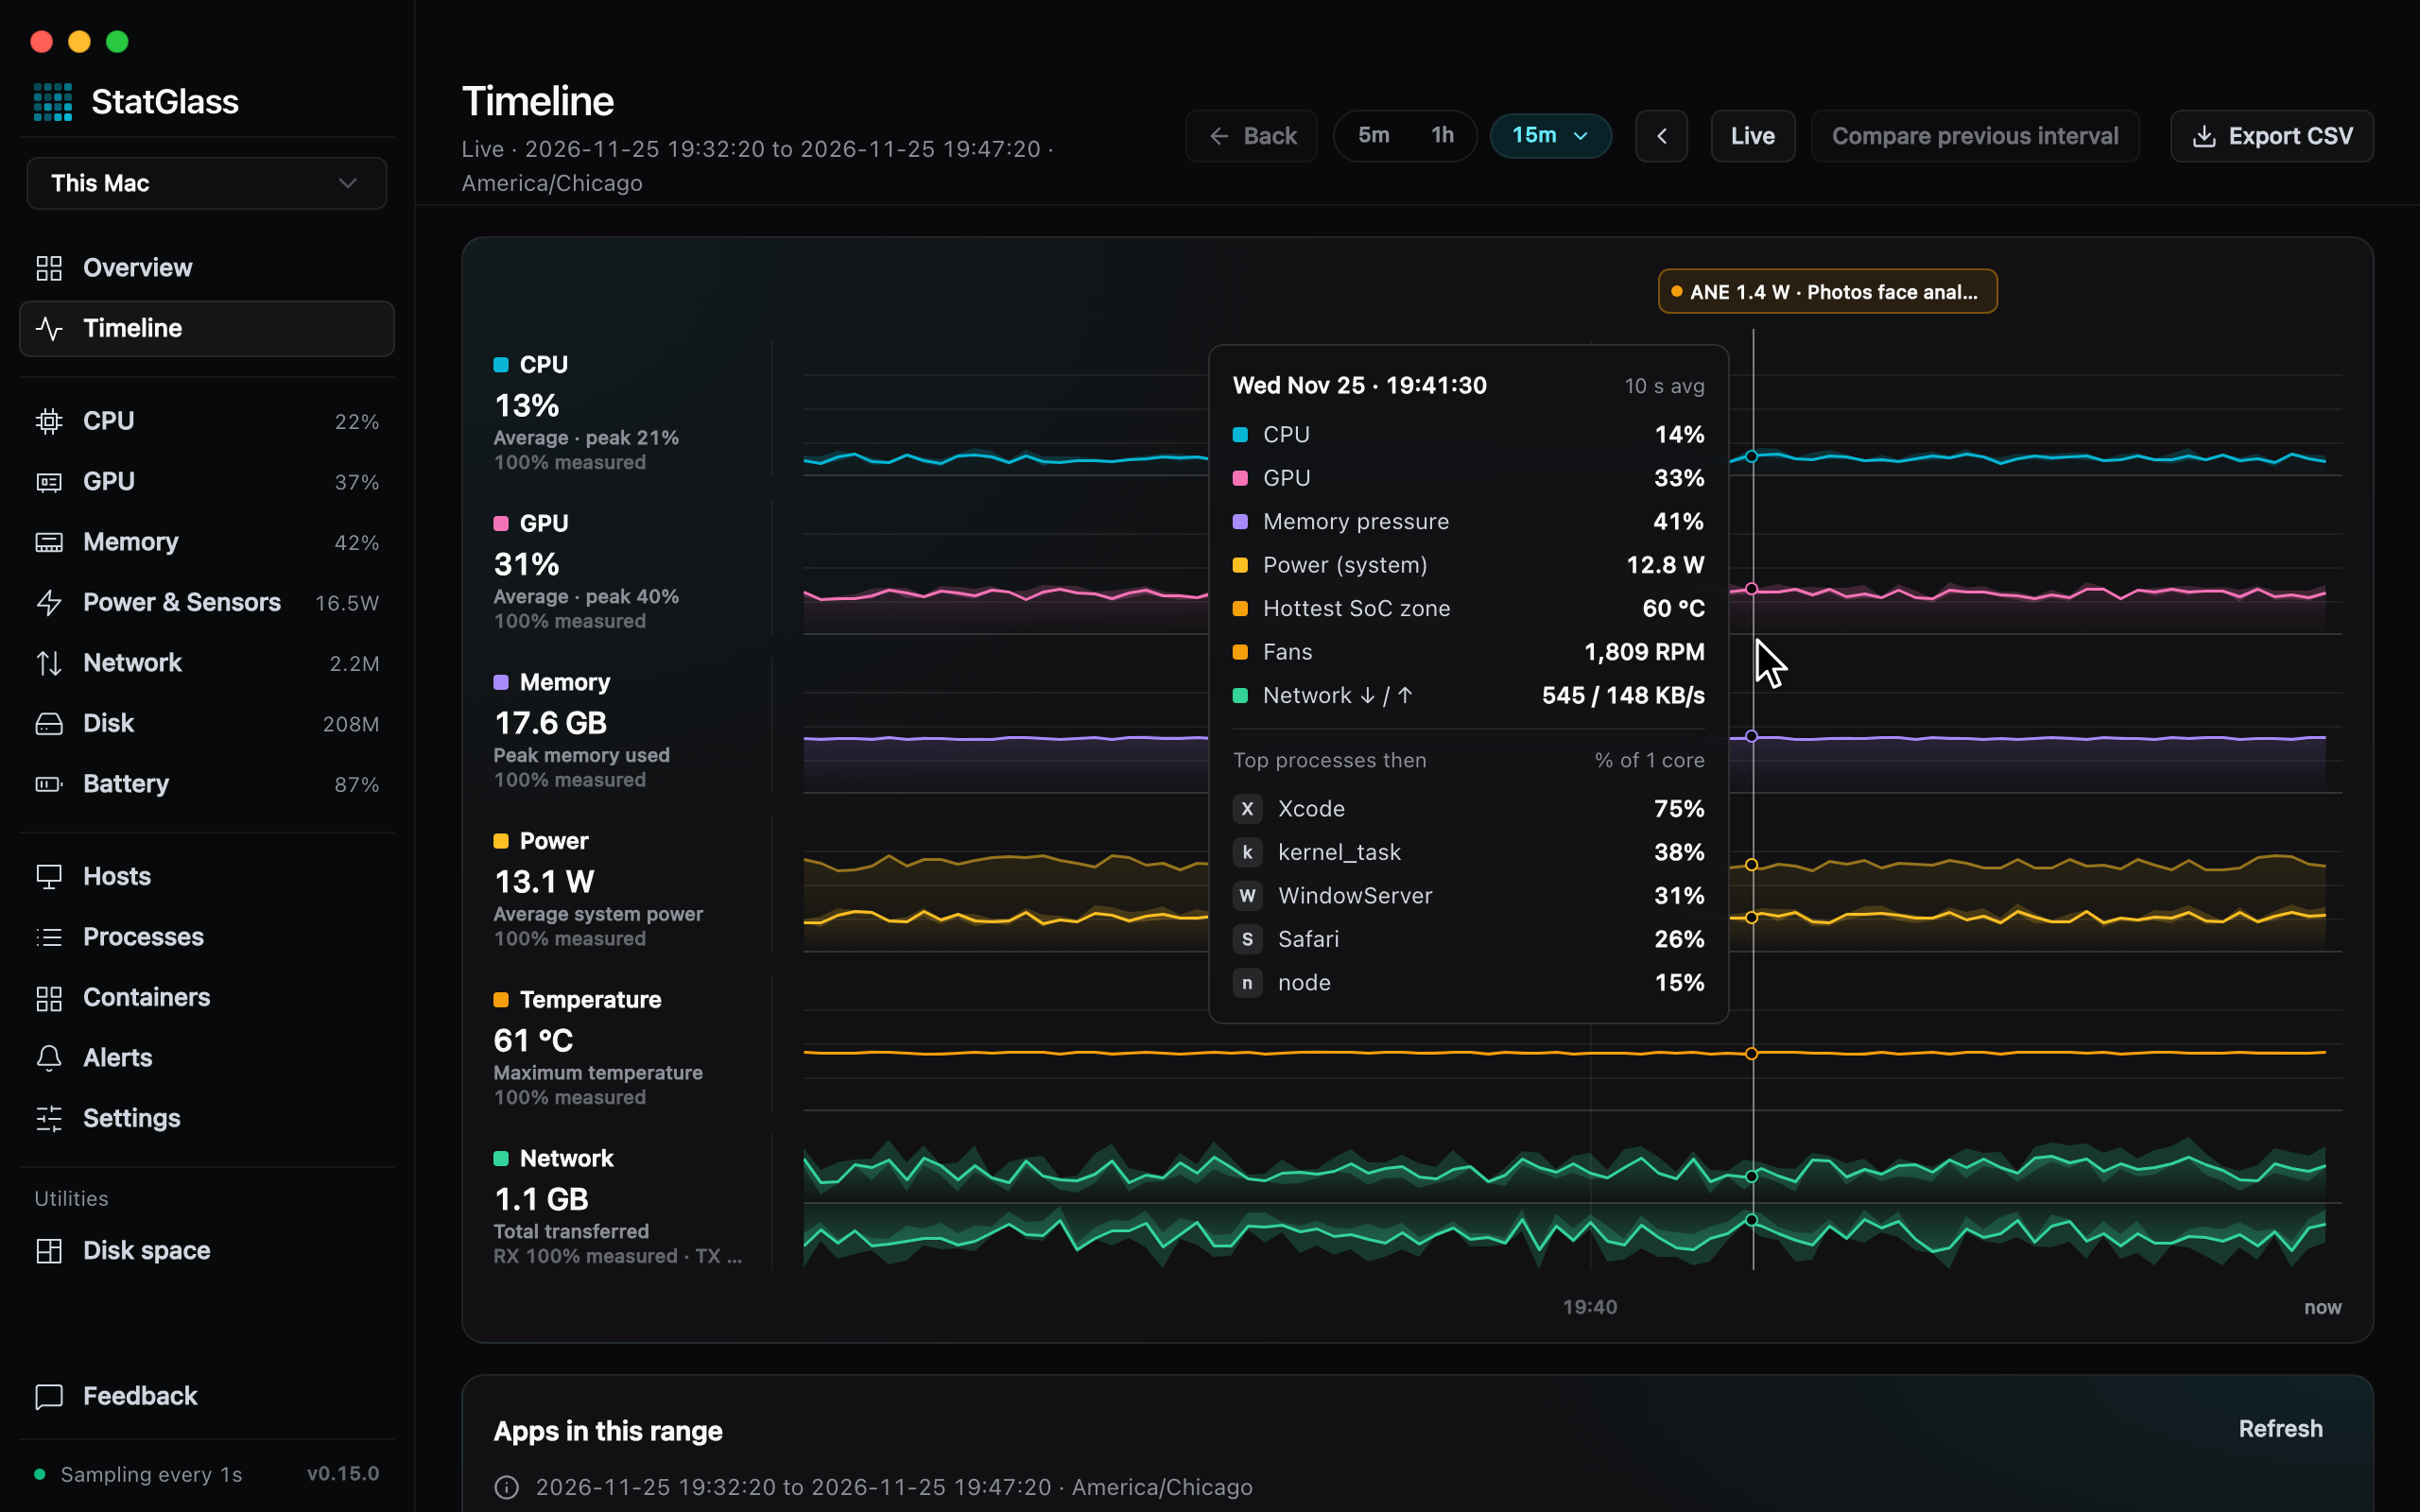 StatGlass
This Mac
Overview
Timeline
CPU 22%
GPU 37%
Memory 42%
Power & Sensors 16.5W
Network 2.2M
Disk 208M
Battery 87%
Hosts
Processes
Containers
Alerts
Settings
Utilities
Disk space
Feedback
Sampling every 1s v0.15.0
Timeline
Live · 2026-11-25 19:32:20 to 2026-11-25 19:47:20 ·
America/Chicago
← Back 5m 1h 15m Live Compare previous interval Export CSV
ANE 1.4 W · Photos face anal...
CPU
13%
Average · peak 21%
100% measured
GPU
31%
Average · peak 40%
100% measured
Memory
17.6 GB
Peak memory used
100% measured
Power
13.1 W
Average system power
100% measured
Temperature
61 °C
Maximum temperature
100% measured
Network
1.1 GB
Total transferred
RX 100% measured · TX ...
Wed Nov 25 · 19:41:30 10 s avg
CPU 14%
GPU 33%
Memory pressure 41%
Power (system) 12.8 W
Hottest SoC zone 60 °C
Fans 1,809 RPM
Network ↓ / ↑ 545 / 148 KB/s
Top processes then % of 1 core
X Xcode 75%
k kernel_task 38%
W WindowServer 31%
S Safari 26%
n node 15%
19:40 now
Apps in this range Refresh
2026-11-25 19:32:20 to 2026-11-25 19:47:20 · America/Chicago